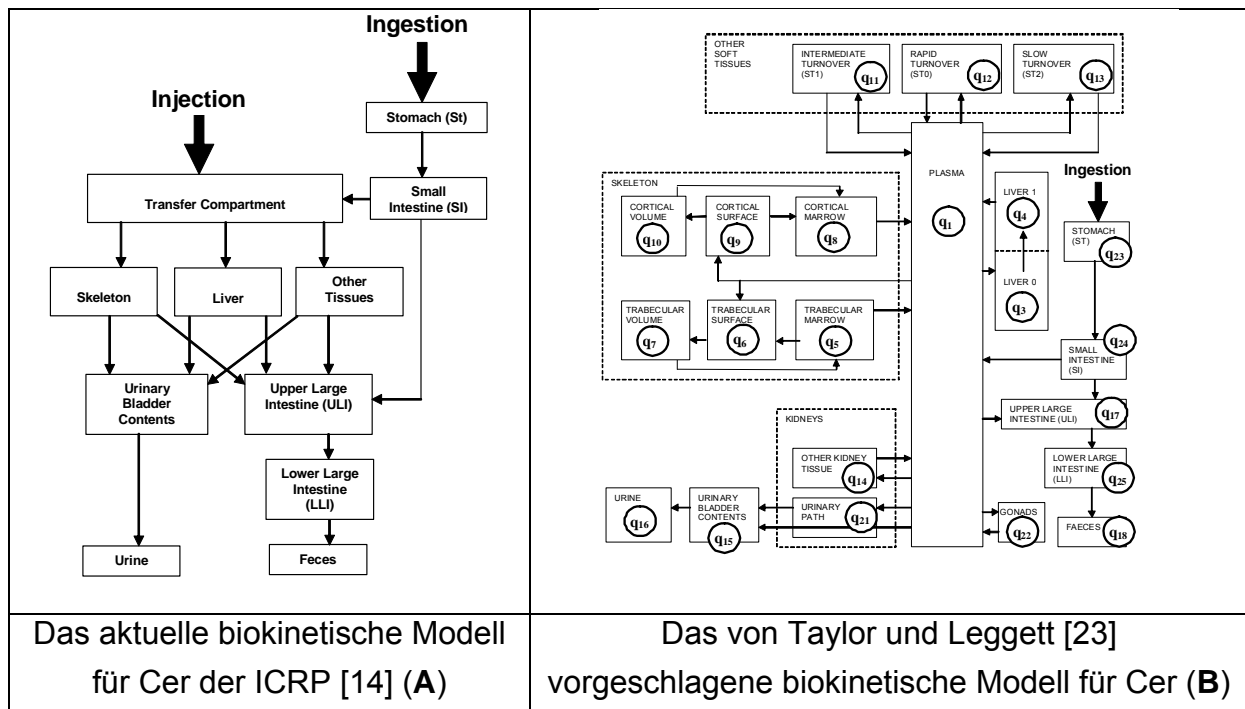 Ingestion
Injection
Stomach (St)
Transfer Compartment
Small
Intestine (SI)
Skeleton
Liver
Other
Tissues
Urinary
Bladder
Contents
Upper Large
Intestine (ULI)
Lower Large
Intestine
(LLI)
Urine
Feces
OTHER
SOFT
TISSUES
INTERMEDIATE
TURNOVER
(ST1)
q11
RAPID
TURNOVER
(ST0)
q12
SLOW
TURNOVER
(ST2)
q13
PLASMA
q1
SKELETON
CORTICAL
VOLUME
q10
CORTICAL
SURFACE
q9
CORTICAL
MARROW
q8
TRABECULAR
VOLUME
q7
TRABECULAR
SURFACE
q6
TRABECULAR
MARROW
q5
LIVER 1
q4
LIVER 0
q3
Ingestion
STOMACH
(ST)
q23
q24
SMALL
INTESTINE
(SI)
UPPER LARGE
INTESTINE (ULI)
q17
LOWER LARGE
INTESTINE
(LLI)
q25
FAECES
q18
GONADS
q22
KIDNEYS
OTHER KIDNEY
TISSUE
q14
URINARY
PATH
q21
URINARY
BLADDER
CONTENTS
q15
URINE
q16
Das aktuelle biokinetische Modell
für Cer der ICRP [14] (A)
Das von Taylor und Leggett [23]
vorgeschlagene biokinetische Modell für Cer (B)